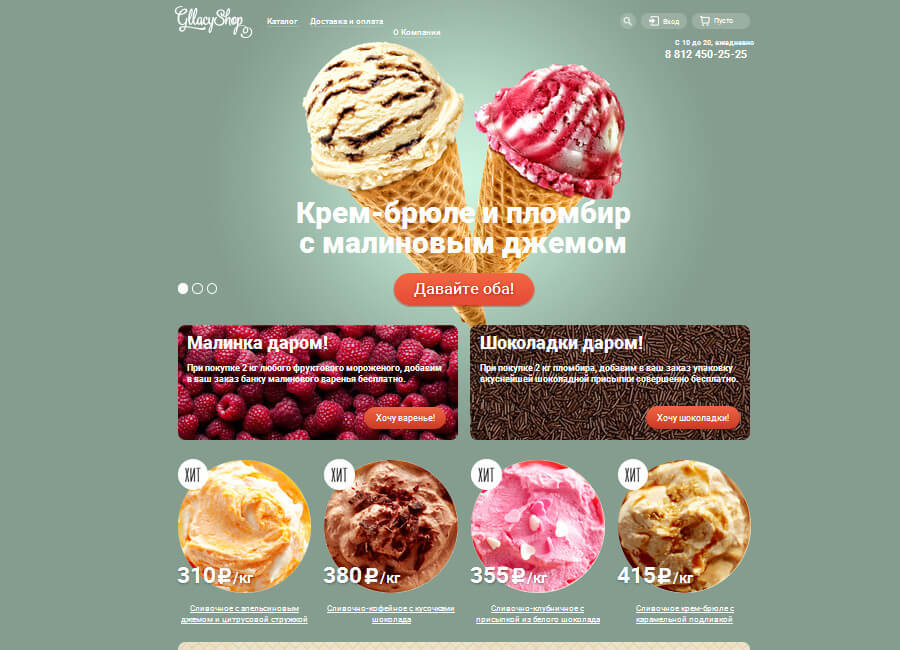 GllacyShop
Каталог
Доставка и оплата
О Компании
Вход
Пусто
С 10 до 20, ежедневно
8 812 450-25-25
Крем-брюле и пломбир
с малиновым джемом
Давайте оба!
Малинка даром!
При покупке 2 кг любого фруктового мороженого, добавим
в ваш заказ банку малинового варенья бесплатно.
Хочу варенье!
Шоколадки даром!
При покупке 2 кг пломбира, добавим в ваш заказ упаковку
вкуснейшей шоколадной присыпки совершенно бесплатно.
Хочу шоколадки!
ХИТ
310₽/кг
Сливочное с апельсиновым
джемом и цитрусовой стружкой
ХИТ
380₽/кг
Сливочно-кофейное с кусочками
шоколада
ХИТ
355₽/кг
Сливочно-клубничное с
присыпкой из белого шоколада
ХИТ
415₽/кг
Сливочное крем-брюле с
карамельной подливкой